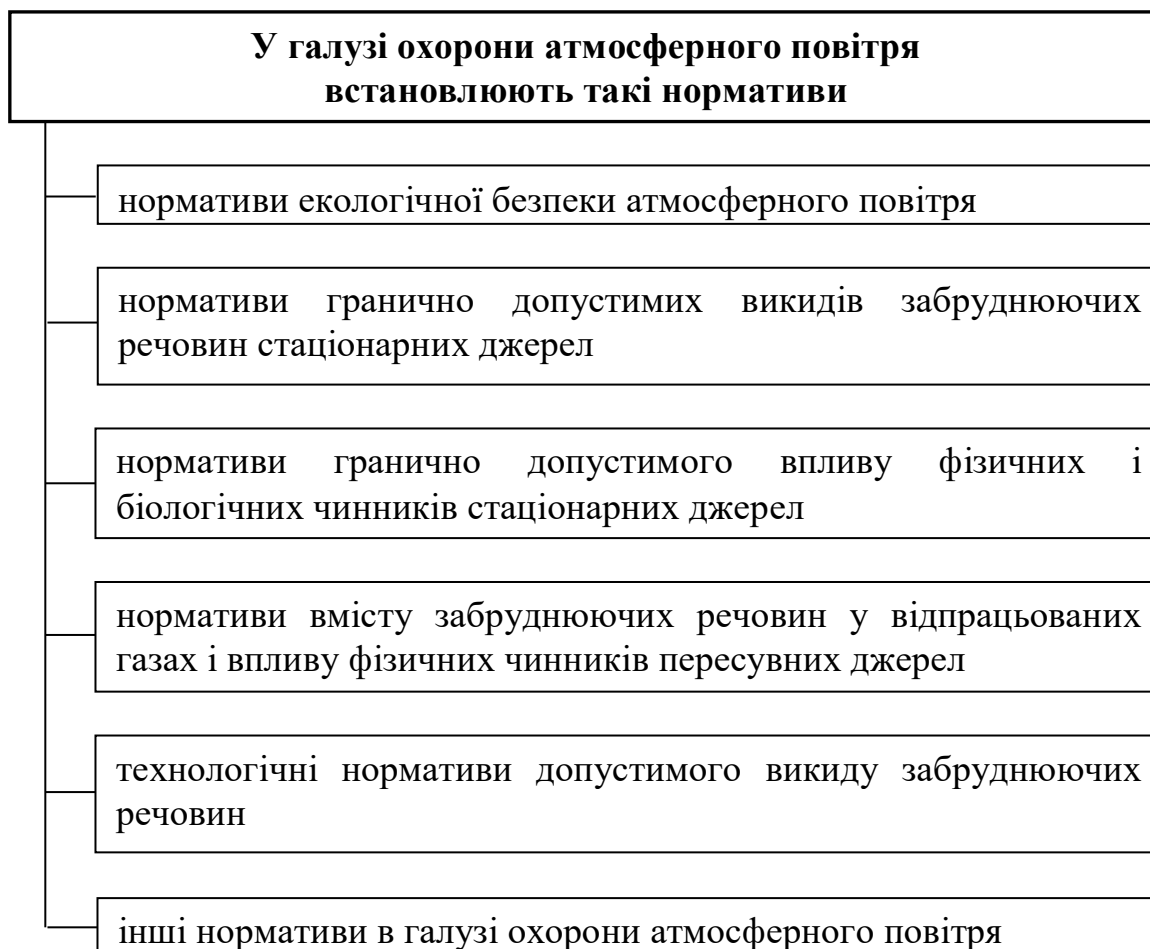 У галузі охорони атмосферного повітря
встановлюють такі нормативи
нормативи екологічної безпеки атмосферного повітря
нормативи гранично допустимих викидів забруднюючих
речовин стаціонарних джерел
нормативи гранично допустимого впливу фізичних і
біологічних чинників стаціонарних джерел
нормативи вмісту забруднюючих речовин у відпрацьованих
газах і впливу фізичних чинників пересувних джерел
технологічні нормативи допустимого викиду забруднюючих
речовин
інші нормативи в галузі охорони атмосферного повітря